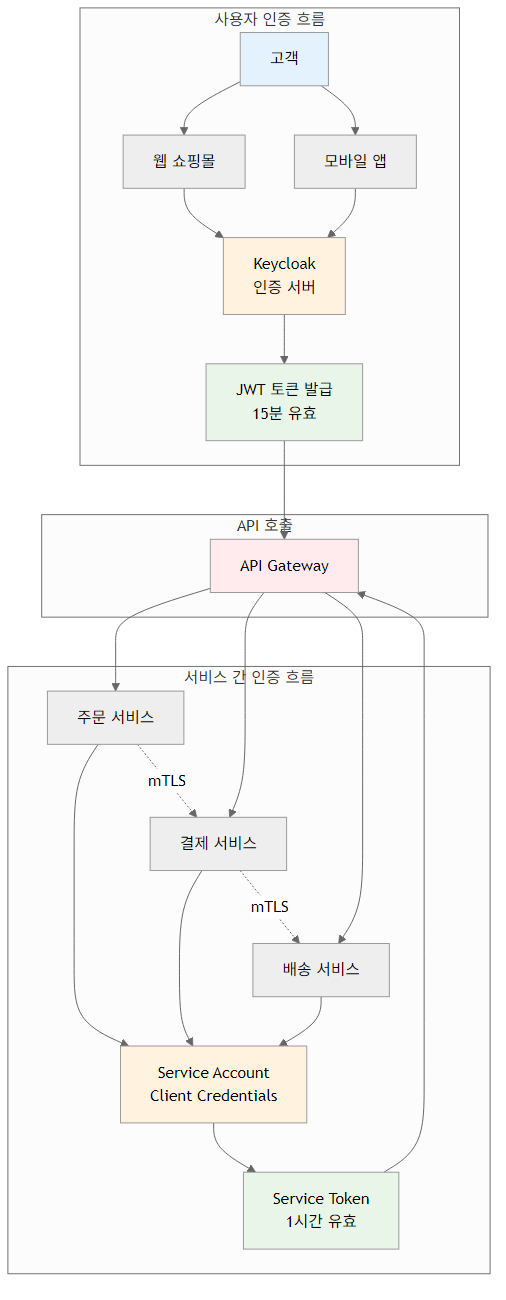 사용자 인증 흐름
고객
웹 쇼핑몰
모바일 앱
Keycloak
인증 서버
JWT 토큰 발급
15분 유효
API 호출
API Gateway
서비스 간 인증 흐름
주문 서비스
mTLS
결제 서비스
mTLS
배송 서비스
Service Account
Client Credentials
Service Token
1시간 유효